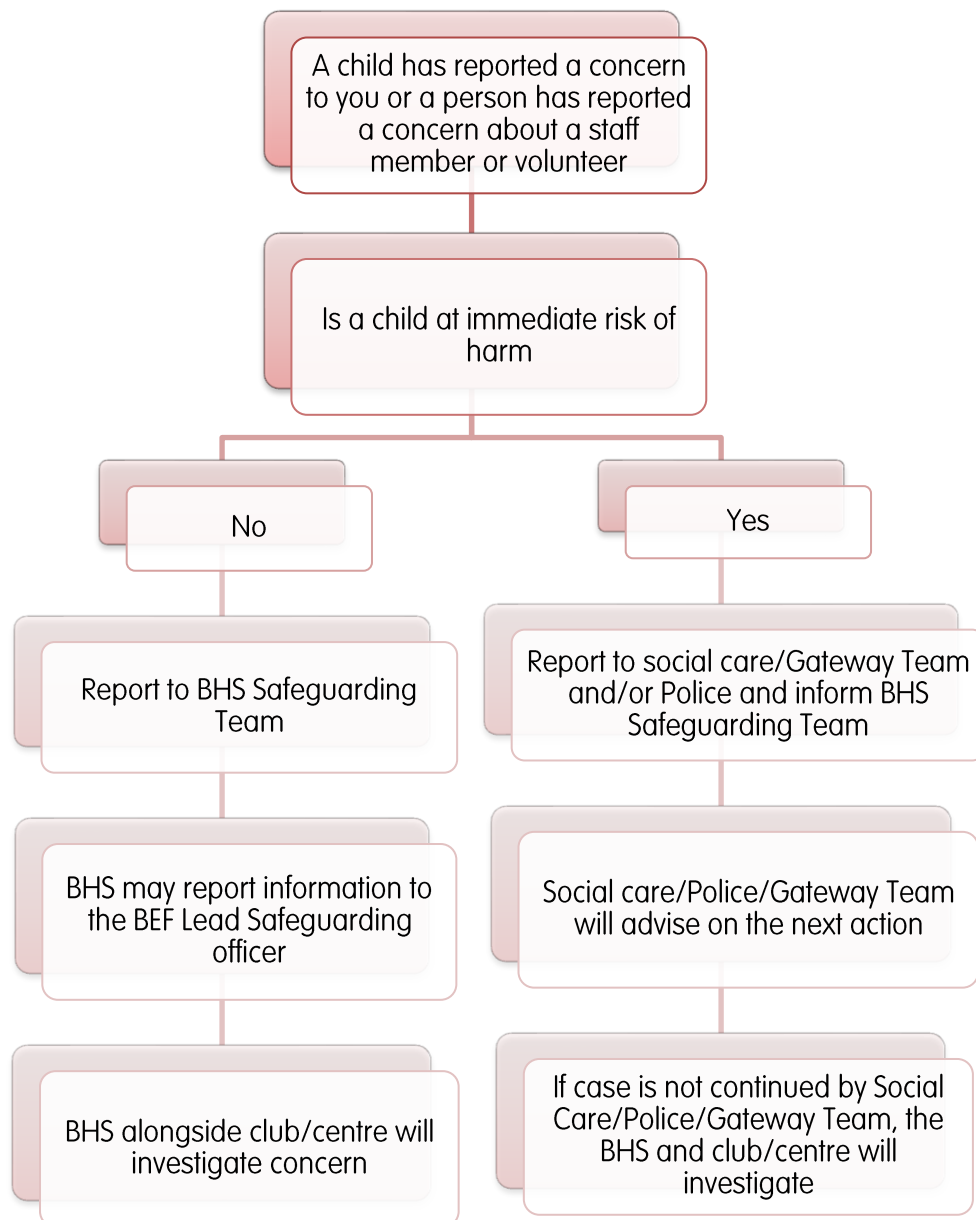 A child has reported a concern
to you or a person has reported
a concern about a staff
member or volunteer
Is a child at immediate risk of
harm
No
Report to BHS Safeguarding
Team
BHS may report information to
the BEF Lead Safeguarding
officer
BHS alongside club/centre will
investigate concern
Yes
Report to social care/Gateway Team
and/or Police and inform BHS
Safeguarding Team
Social care/Police/Gateway Team
will advise on the next action
If case is not continued by Social
Care/Police/Gateway Team, the
BHS and club/centre will
investigate